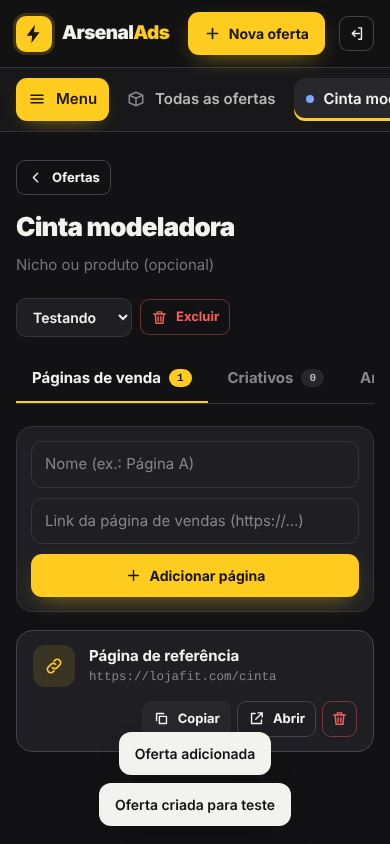 ArsenalAds
Nova oferta
Menu
Todas as ofertas
Cinta mo
Ofertas
Cinta modeladora
Nicho ou produto (opcional)
Testando
Excluir
Páginas de venda 1
Criativos 0
Nome (ex.: Página A)
Link da página de vendas (https://...)
Adicionar página
Página de referência
https://lojafit.com/cinta
Copiar
Abrir
Oferta adicionada
Oferta criada para teste